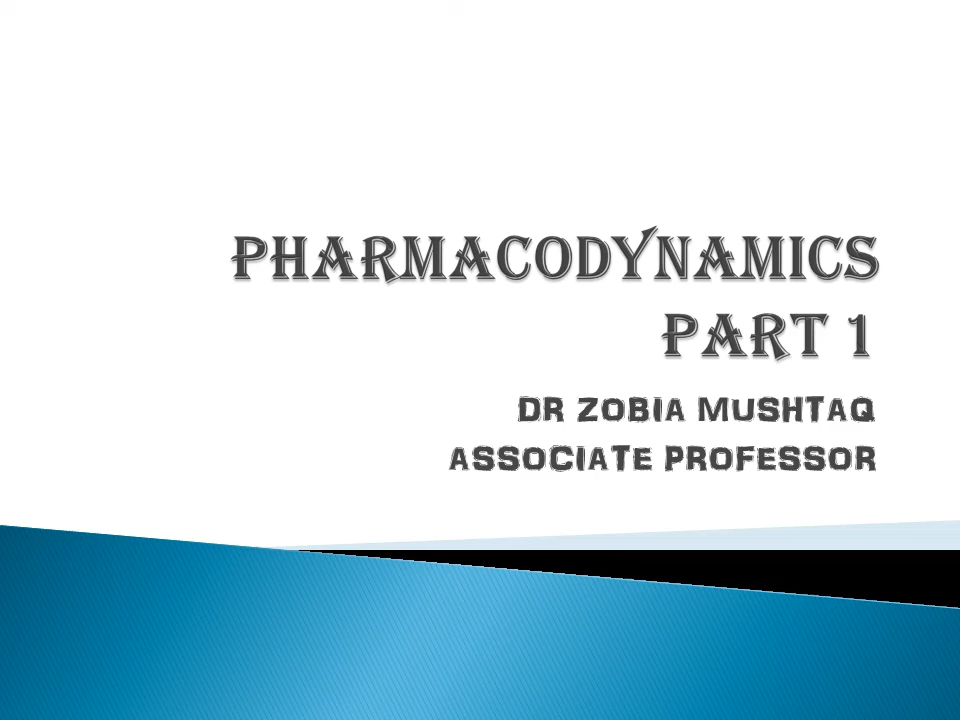 PHARMACODYNAMICS
PART 1
DR ZOBIA MUSHTAQ
ASSOCIATE PROFESSOR